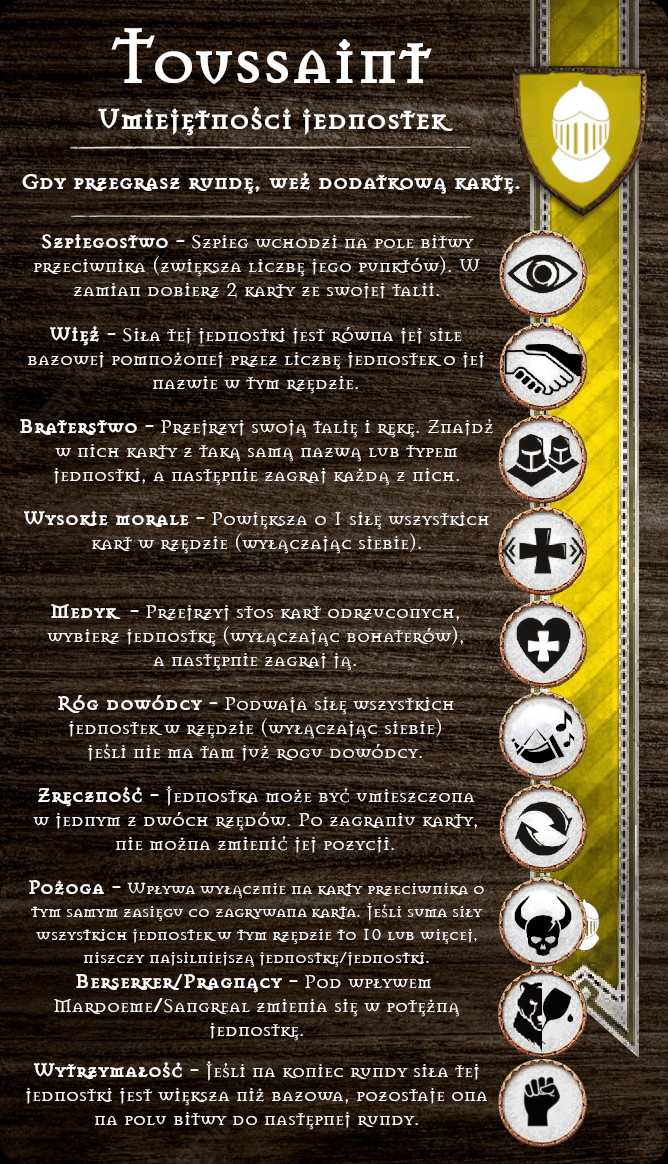 Toussaint
Umiejętności jednostek
Gdy przegrasz rundę, weź dodatkową kartę.
Szpiegostwo - Szpieg wchodzi na pole bitwy
przeciwnika (zwiększa liczbę jego punktów). W
zamian dobierz 2 karty ze swojej talii.
Więź - Siła tej jednostki jest równa jej sile
bazowej pomnożonej przez liczbę jednostek o jej
nazwie w tym rzędzie.
Braterstwo - Przejrzyj swoją talię i rękę. Znajdź
w nich karty z taką samą nazwą lub typem
jednostki, a następnie zagraj każdą z nich.
Wysokie morale - Powiększa o 1 siłę wszystkich
kart w rzędzie (wyłączając siebie).
Medyk - Przejrzyj stos kart odrzuconych,
wybierz jednostkę (wyłączając bohaterów),
a następnie zagraj ją.
Róg dowódcy - Podwaja siłę wszystkich
jednostek w rzędzie (wyłączając siebie)
jeśli nie ma tam już rogu dowódcy.
Zręczność - Jednostka może być umieszczona
w jednym z dwóch rzędów. Po zagraniu karty,
nie można zmienić jej pozycji.
Pożoga - Wpływa wyłącznie na karty przeciwnika o
tym samym zasięgu co zagrywana karta. Jeśli suma siły
wszystkich jednostek w tym rzędzie to 10 lub więcej,
niszczy najsilniejszą jednostkę/jednostki.
Berserker/Pragnący - Pod wpływem
Mardoeme/Sangreal zmienia się w potężną
jednostkę.
Wytrzymałość - Jeśli na koniec rundy siła tej
jednostki jest większa niż bazowa, pozostaje ona
na polu bitwy do następnej rundy.